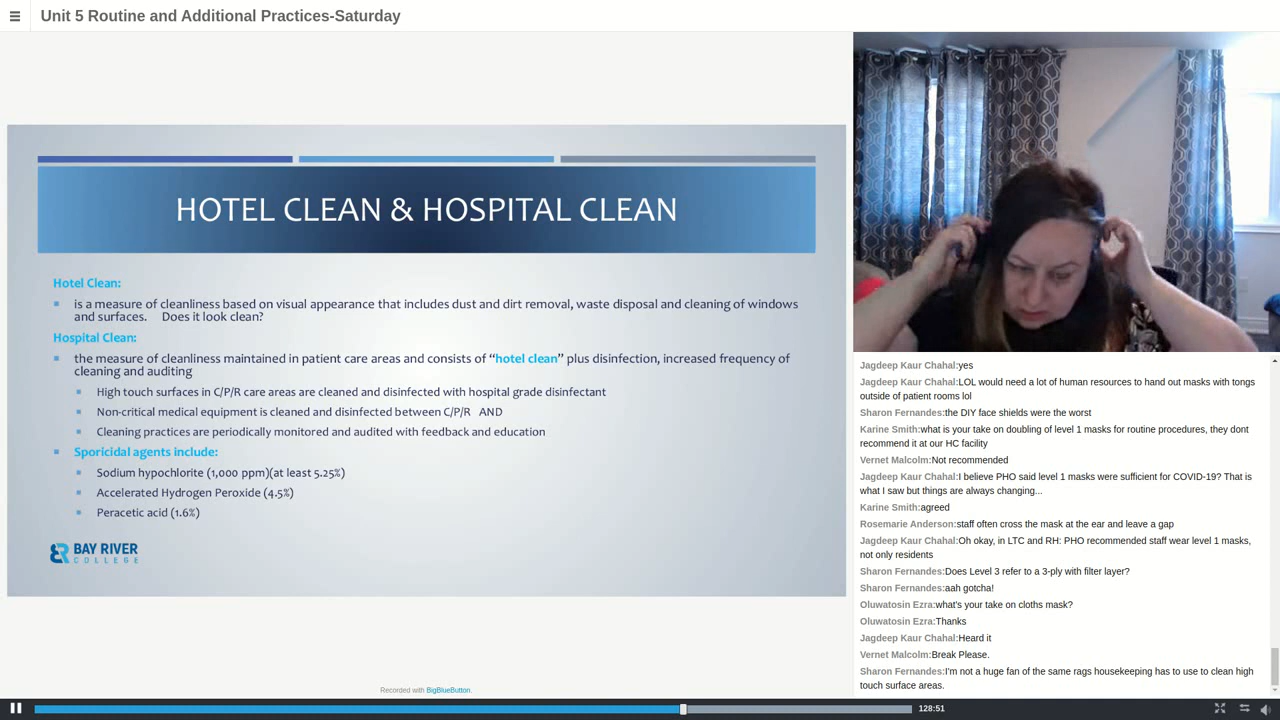 Unit 5 Routine and Additional Practices-Saturday
HOTEL CLEAN & HOSPITAL CLEAN
Hotel Clean:
is a measure of cleanliness based on visual appearance that includes dust and dirt removal, waste disposal and cleaning of windows
and surfaces. Does it look clean?
Hospital Clean:
the measure of cleanliness maintained in patient care areas and consists of “hotel clean” plus disinfection, increased frequency of
cleaning and auditing
High touch surfaces in C/P/R care areas are cleaned and disinfected with hospital grade disinfectant
Non-critical medical equipment is cleaned and disinfected between C/P/R AND
Cleaning practices are periodically monitored and audited with feedback and education
Sporicidal agents include:
Sodium hypochlorite (1,000 ppm)(at least 5.25%)
Accelerated Hydrogen Peroxide (4.5%)
Peracetic acid (1.6%)
BAY RIVER
COLLEGE
Recorded with BigBlueButton.
Jagdeep Kaur Chahal:yes
Jagdeep Kaur Chahal:LOL would need a lot of human resources to hand out masks with tongs
outside of patient rooms lol
Sharon Fernandes:the DIY face shields were the worst
Karine Smith:what is your take on doubling of level 1 masks for routine procedures, they dont
recommend it at our HC facility
Vernet Malcolm:Not recommended
Jagdeep Kaur Chahal:I believe PHO said level 1 masks were sufficient for COVID-19? That is
what I saw but things are always changing...
Karine Smith:agreed
Rosemarie Anderson:staff often cross the mask at the ear and leave a gap
Jagdeep Kaur Chahal:Oh okay, in LTC and RH: PHO recommended staff wear level 1 masks,
not only residents
Sharon Fernandes:Does Level 3 refer to a 3-ply with filter layer?
Sharon Fernandes:aah gotcha!
Oluwatosin Ezra:what's your take on cloths mask?
Oluwatosin Ezra:Thanks
Jagdeep Kaur Chahal:Heard it
Vernet Malcolm:Break Please.
Sharon Fernandes:I'm not a huge fan of the same rags housekeeping has to use to clean high
touch surface areas.
128:51